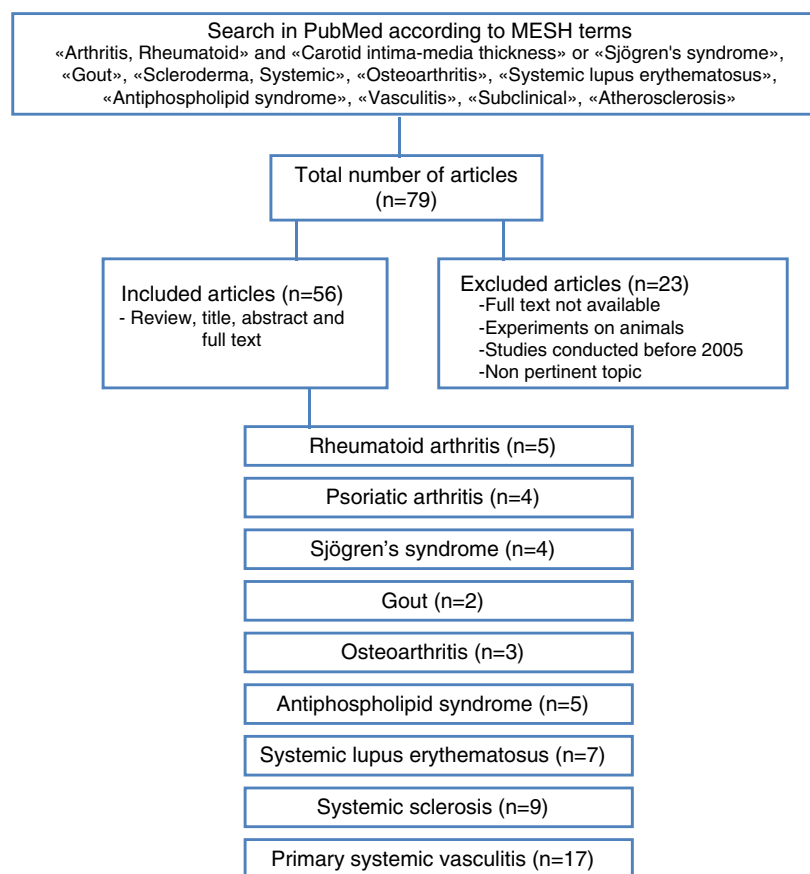 Search in PubMed according to MESH terms
«Arthritis, Rheumatoid» and «Carotid intima-media thickness» or «Sjögren's syndrome»,
«Gout», «Scleroderma, Systemic», «Osteoarthritis», «Systemic lupus erythematosus»,
«Antiphospholipid syndrome», «Vasculitis», «Subclinical», «Atherosclerosis»
Total number of articles
(n=79)
Included articles (n=56)
- Review, title, abstract and
full text
Excluded articles (n=23)
-Full text not available
-Experiments on animals
-Studies conducted before 2005
-Non pertinent topic
Rheumatoid arthritis (n=5)
Psoriatic arthritis (n=4)
Sjögren’s syndrome (n=4)
Gout (n=2)
Osteoarthritis (n=3)
Antiphospholipid syndrome (n=5)
Systemic lupus erythematosus (n=7)
Systemic sclerosis (n=9)
Primary systemic vasculitis (n=17)